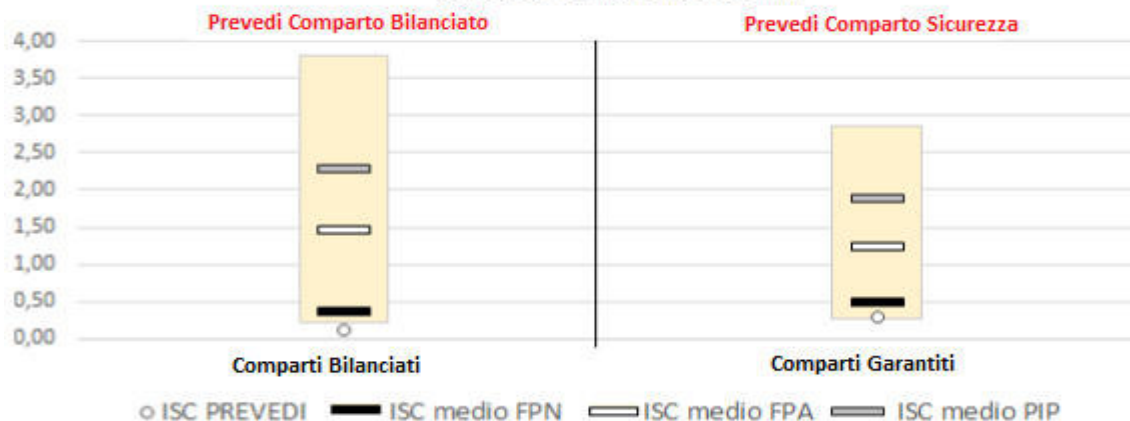 Prevedi Comparto Bilanciato
Prevedi Comparto Sicurezza
4,00
3,50
3,00
2,50
2,00
1,50
1,00
0,50
0,00
Comparti Bilanciati
Comparti Garantiti
ISC PREVEDI ISC medio FPN ISC medio FPA ISC medio PIP